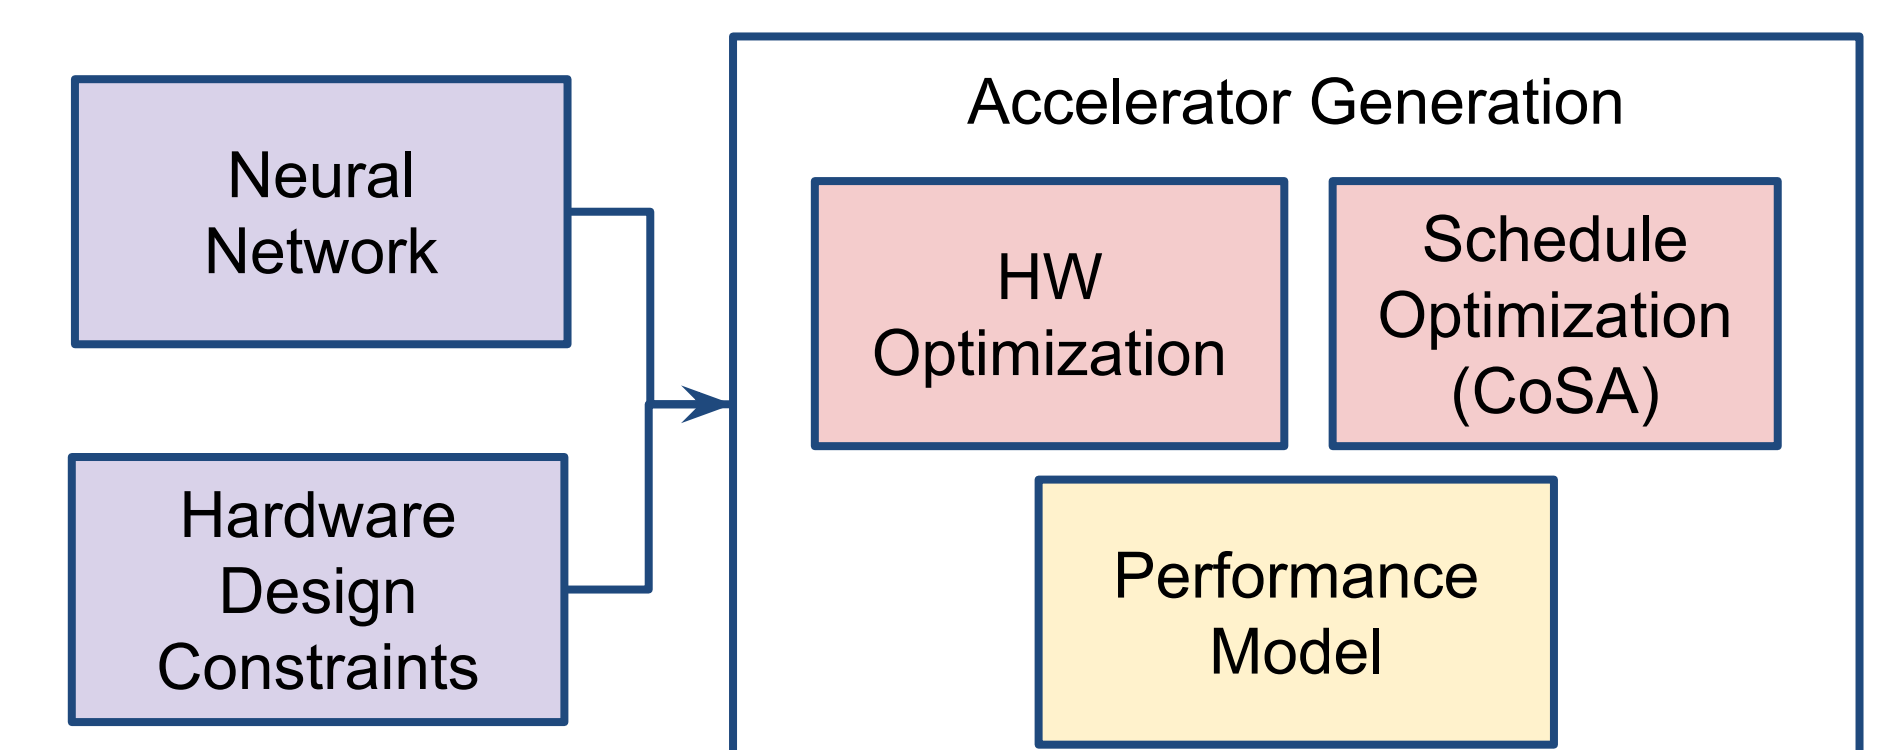 Neural
Network
Hardware
Design
Constraints
Accelerator Generation
HW
Optimization
Schedule
Optimization
(CoSA)
Performance
Model